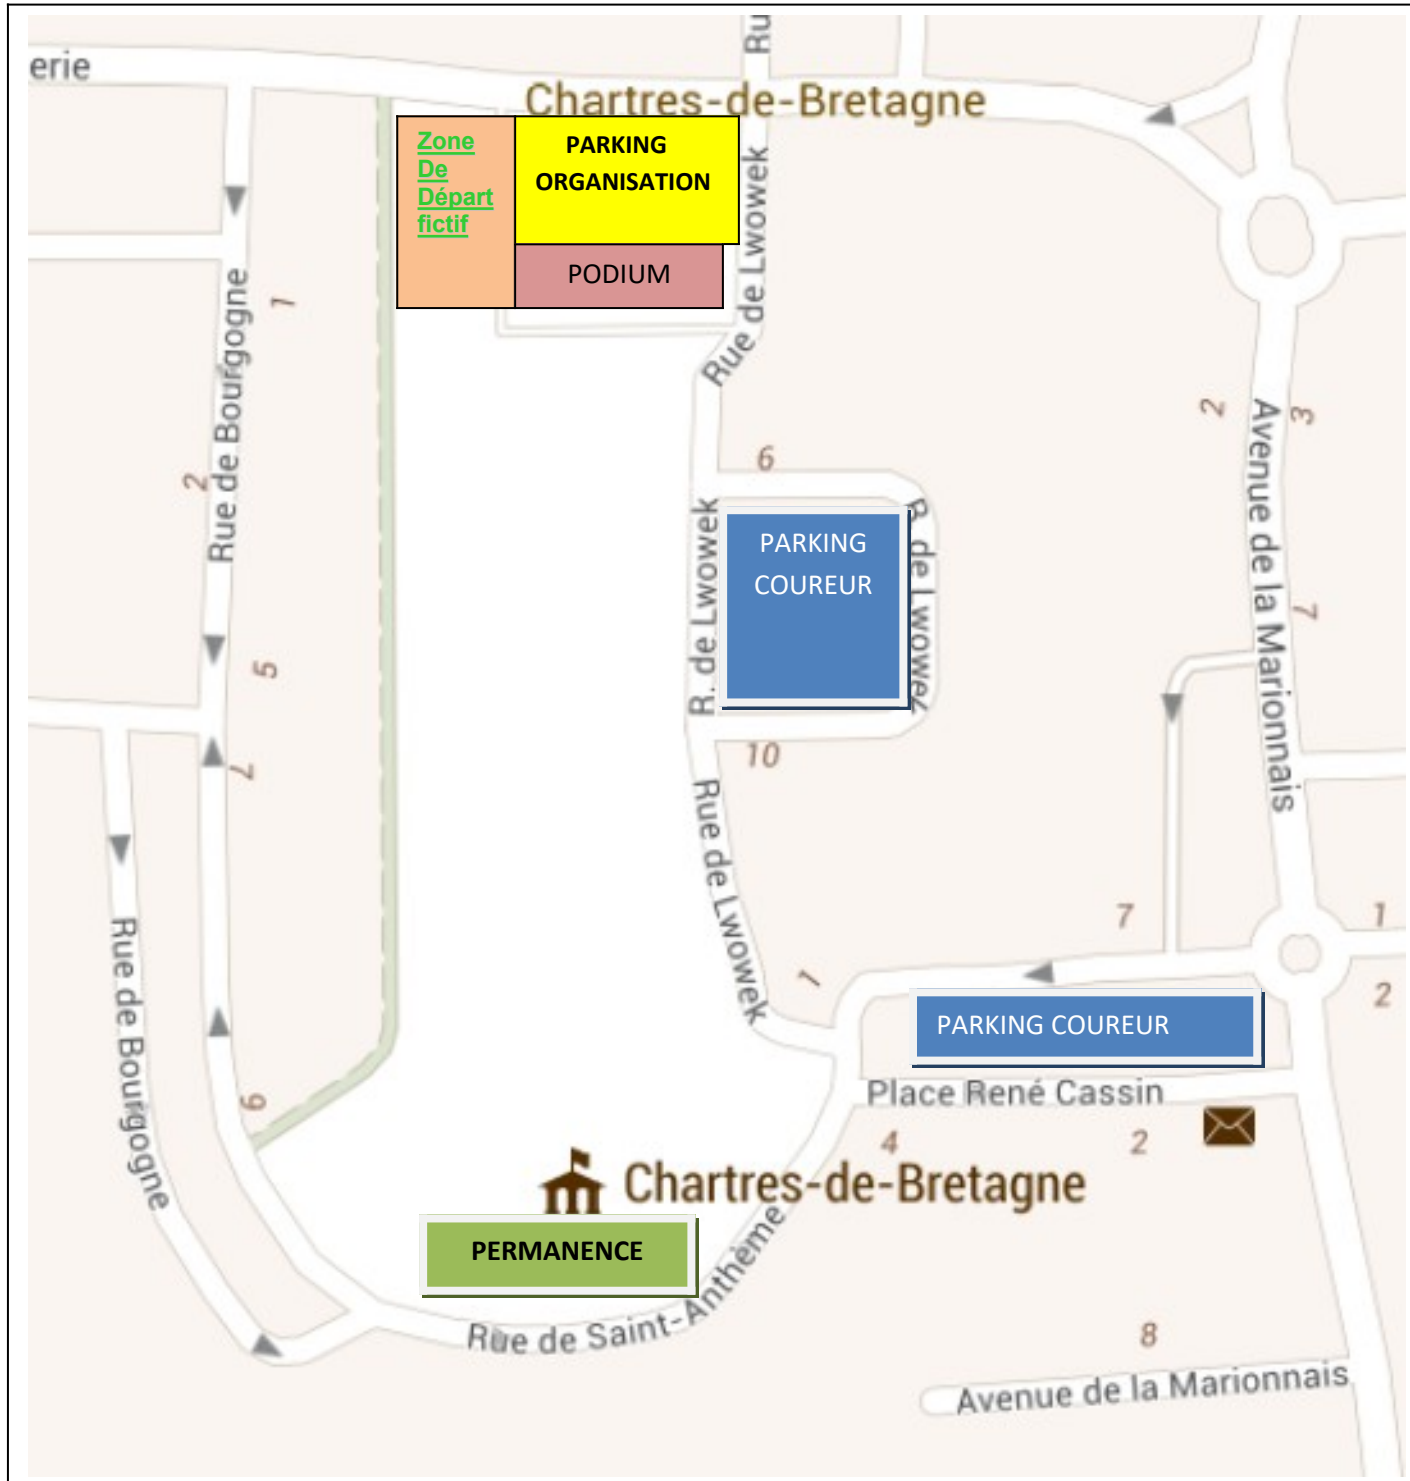 erie
Ru
Chartres-de-Bretagne
Zone
De
Départ
fictif
PARKING
ORGANISATION
PODIUM
Rue de Lwowek
Rue de Lwowek
Rue de Bourgogne
1
2
5
7
6
R. de Lwowek
PARKING
COUREUR
R. de Lwowek
10
2
3
Avenue de la Marionnais
7
Rue de Lwowek
1
7
1
2
PARKING COUREUR
Place René Cassin
4
2
Rue de Bourgogne
6
Chartres-de-Bretagne
PERMANENCE
Rue de Saint-Anthème
8
Avenue de la Marionnais